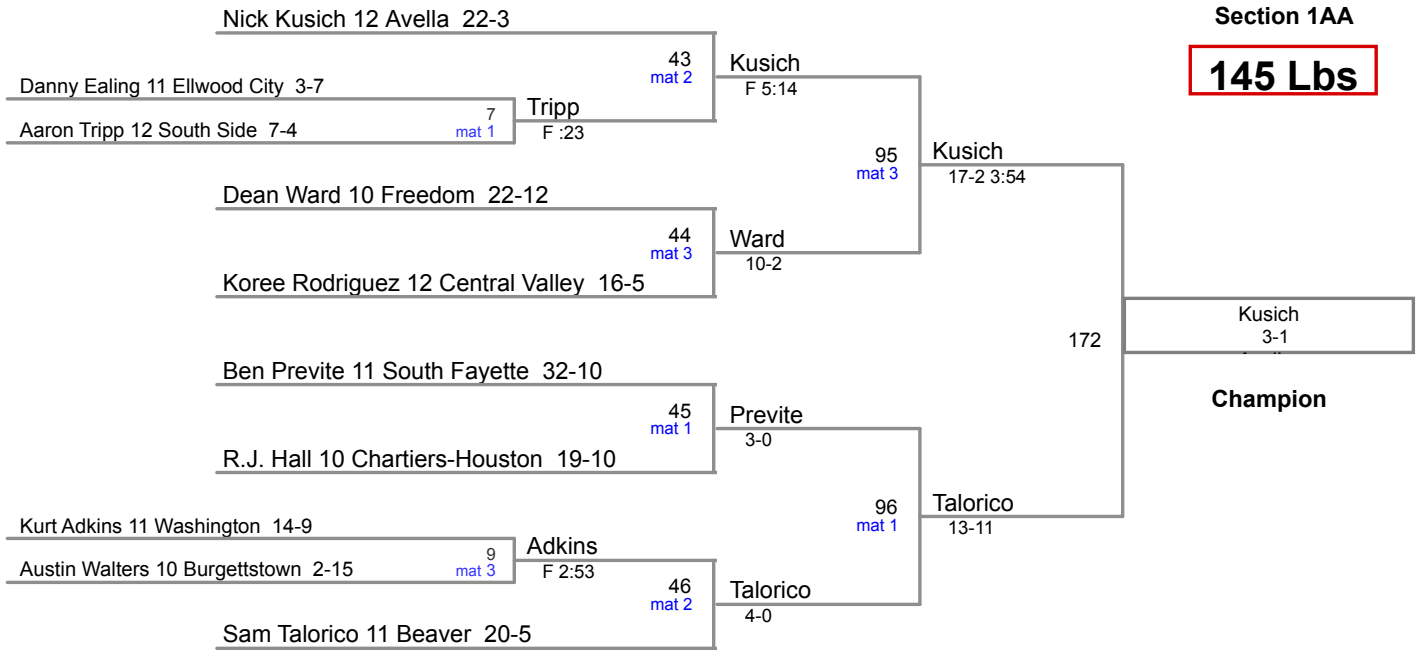 Section 1AA
145 Lbs
Nick Kusich 12 Avella 22-3
43
mat 2
Kusich
F 5:14
Danny Ealing 11 Ellwood City 3-7
7
mat 1
Tripp
F :23
Aaron Tripp 12 South Side 7-4
95
mat 3
Kusich
17-2 3:54
Dean Ward 10 Freedom 22-12
44
mat 3
Ward
10-2
Koree Rodriguez 12 Central Valley 16-5
172
Kusich
3-1
Champion
Ben Previte 11 South Fayette 32-10
45
mat 1
Previte
3-0
R.J. Hall 10 Chartiers-Houston 19-10
96
mat 1
Talorico
13-11
Kurt Adkins 11 Washington 14-9
9
mat 3
Adkins
F 2:53
Austin Walters 10 Burgettstown 2-15
46
mat 2
Talorico
4-0
Sam Talorico 11 Beaver 20-5